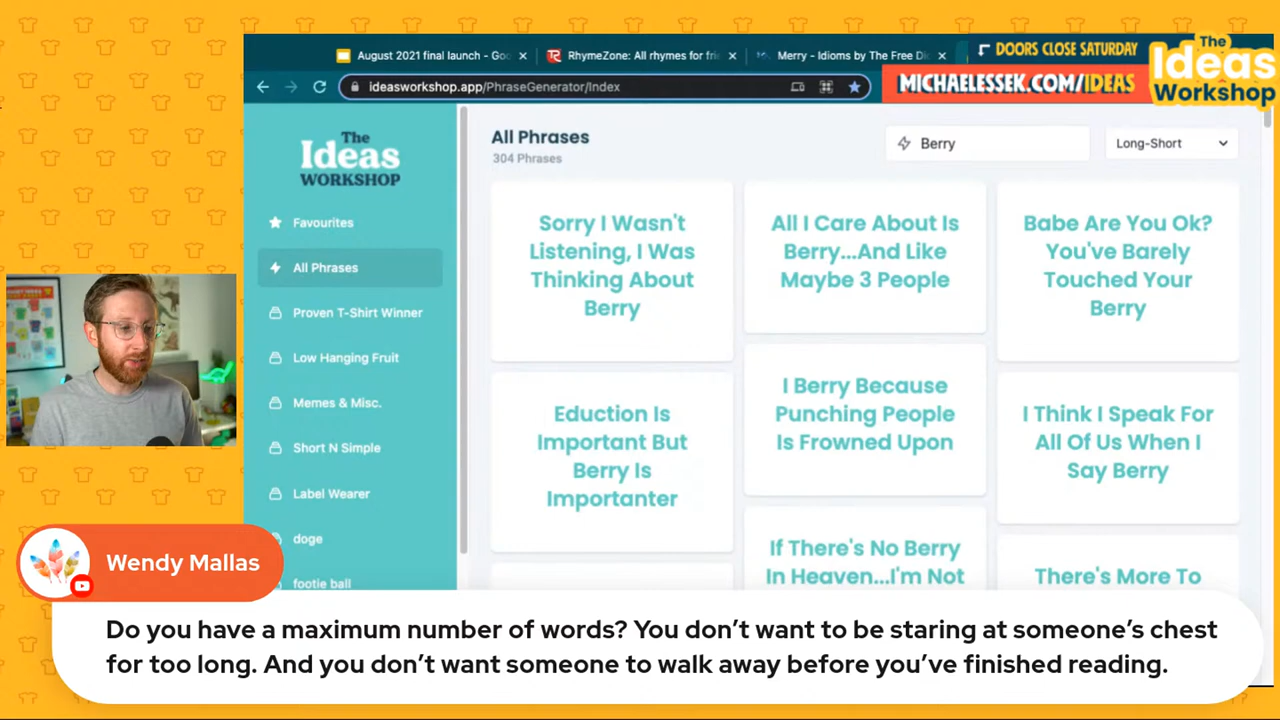 August 2021 final launch - Goo
RhymeZone: All rhymes for frie
Merry - Idioms by The Free Di
DOORS CLOSE SATURDAY
The
Ideas
Workshop
ideasworkshop.app/PhraseGenerator/Index
MICHAELESSEK.COM/IDEAS
The
Ideas
WORKSHOP
All Phrases
304 Phrases
Berry
Long-Short
Favourites
All Phrases
Proven T-Shirt Winner
Low Hanging Fruit
Memes & Misc.
Short N Simple
Label Wearer
doge
footie ball
Sorry I Wasn't
Listening, I Was
Thinking About
Berry
All I Care About Is
Berry...And Like
Maybe 3 People
Babe Are You Ok?
You've Barely
Touched Your
Berry
Eduction Is
Important But
Berry Is
Importanter
I Berry Because
Punching People
Is Frowned Upon
I Think I Speak For
All Of Us When I
Say Berry
If There's No Berry
In Heaven...I'm Not
There's More To
Wendy Mallas
Do you have a maximum number of words? You don’t want to be staring at someone’s chest
for too long. And you don’t want someone to walk away before you’ve finished reading.